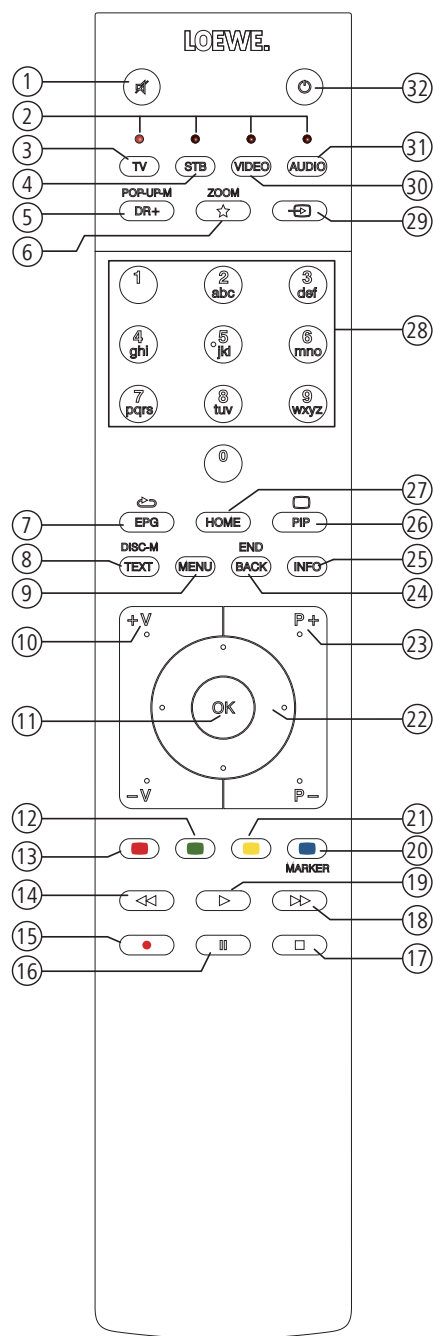 LOEWE.
1
32
2
3
TV
STB
VIDEO
AUDIO
31
4
30
POP-UP-M
ZOOM
5
DR+
29
6
1
2
abc
3
def
28
4
ghi
5
jkl
6
mno
7
pqrs
8
tuv
9
wxyz
0
27
7
EPG
HOME
PIP
26
DISC-M
END
8
TEXT
MENU
BACK
INFO
25
9
24
+V
P+
10
23
11
OK
22
-V
P-
12
21
13
20
MARKER
14
19
18
15
16
17